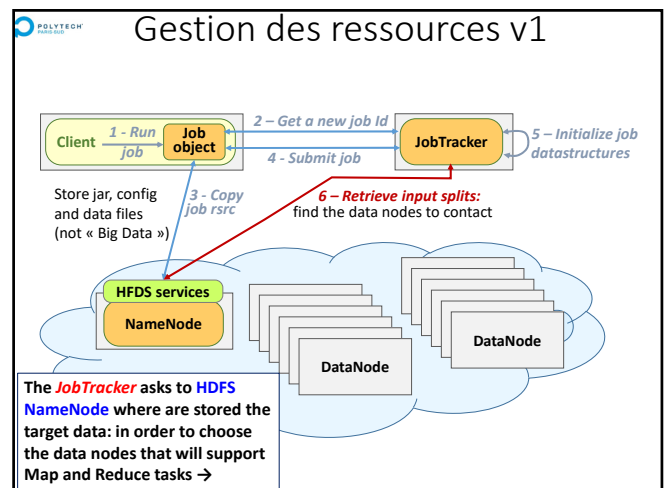 POLYTECH
PARIS-SUD
Gestion des ressources v1
Client
1 - Run
job
Job
object
2 – Get a new job Id
4 – Submit job
JobTracker
5 – Initialize job
datastructures
Store jar, config
and data files
(not « Big Data »)
3 - Copy
job rsrc
6 – Retrieve input splits:
find the data nodes to contact
HFDS services
NameNode
DataNode
DataNode
The JobTracker asks to HDFS
NameNode where are stored the
target data: in order to choose
the data nodes that will support
Map and Reduce tasks →